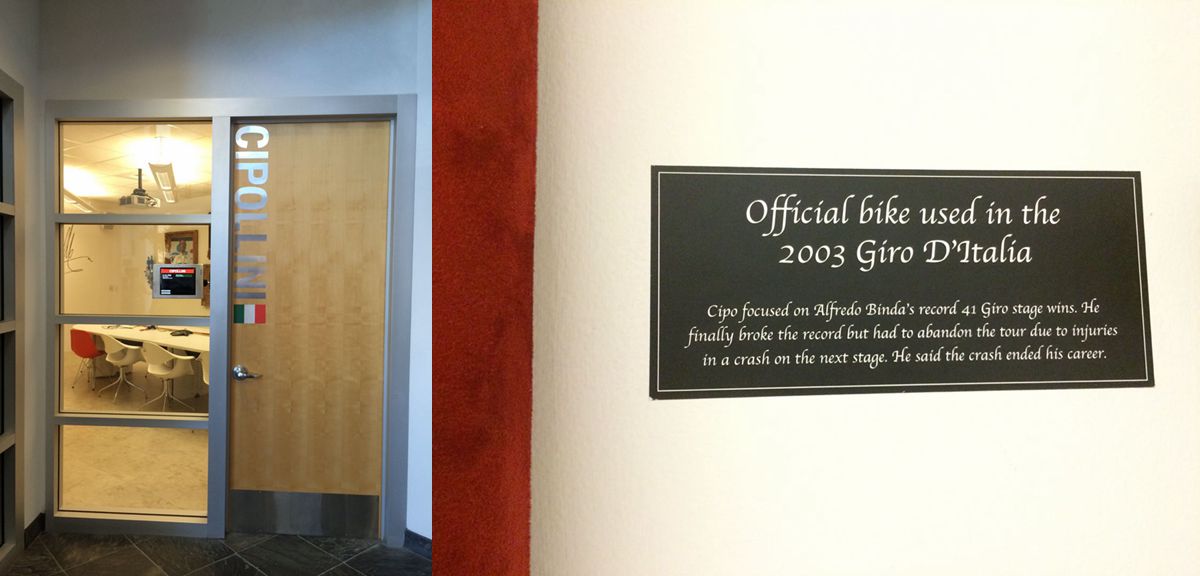 CIPOLLINI
CIPOLLINI
Official bike used in the
2003 Giro D'Italia
Cipo focused on Alfredo Binda's record 41 Giro stage wins. He
finally broke the record but had to abandon the tour due to injuries
in a crash on the next stage. He said the crash ended his career.